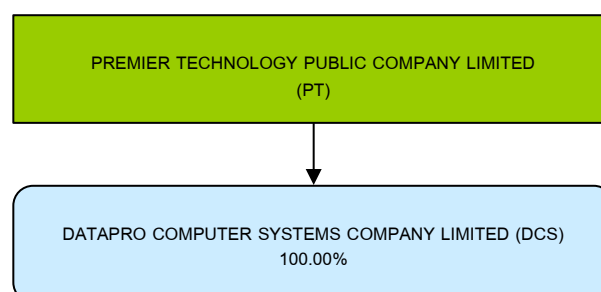 PREMIER TECHNOLOGY PUBLIC COMPANY LIMITED
(PT)
DATAPRO COMPUTER SYSTEMS COMPANY LIMITED (DCS)
100.00%